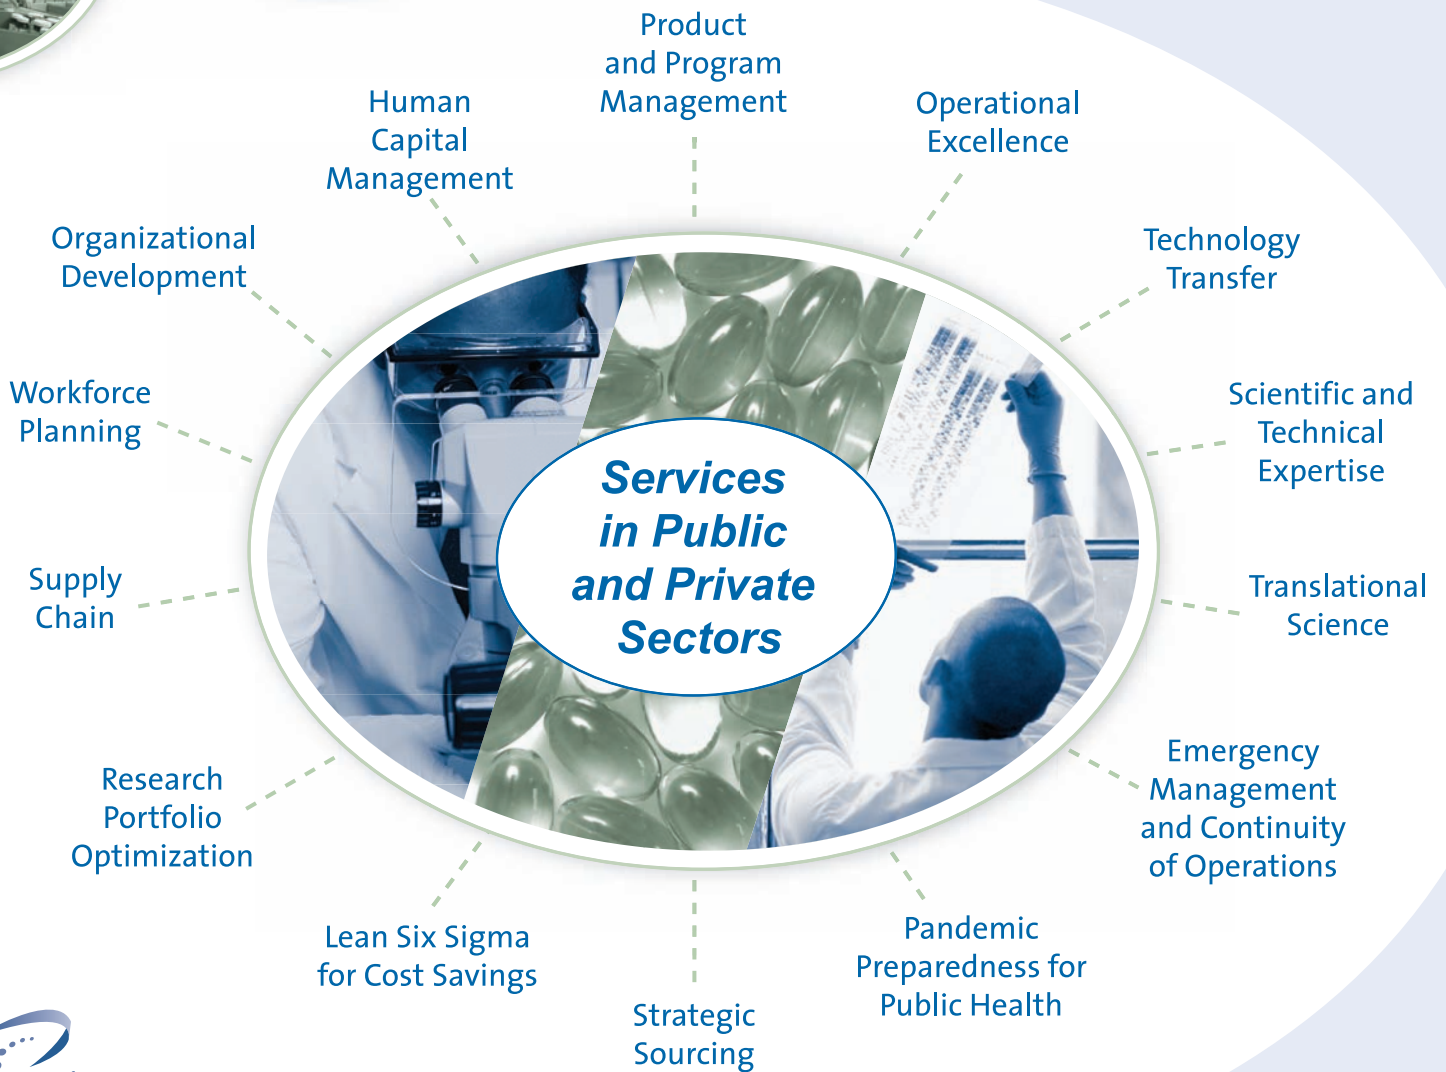 Product
and Program
Management
Operational
Excellence
Technology
Transfer
Scientific and
Technical
Expertise
Translational
Science
Emergency
Management
and Continuity
of Operations
Pandemic
Preparedness for
Public Health
Strategic
Sourcing
Lean Six Sigma
for Cost Savings
Research
Portfolio
Optimization
Supply
Chain
Workforce
Planning
Organizational
Development
Human
Capital
Management
Services
in Public
and Private
Sectors